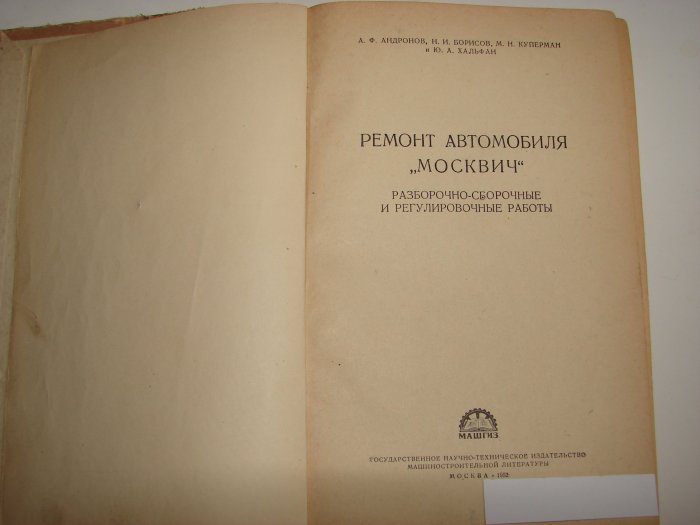 А. Ф. АНДРОНОВ, Н. И. БОРИСОВ, М. Н. КУПЕРМАН
и Ю. А. ХАЛЬФАН
РЕМОНТ АВТОМОБИЛЯ
„МОСКВИЧ“
РАЗБОРОЧНО-СБОРОЧНЫЕ
И РЕГУЛИРОВОЧНЫЕ РАБОТЫ
МАШГИЗ
ГОСУДАРСТВЕННОЕ НАУЧНО-ТЕХНИЧЕСКОЕ ИЗДАТЕЛЬСТВО
МАШИНОСТРОИТЕЛЬНОЙ ЛИТЕРАТУРЫ
МОСКВА • 1952